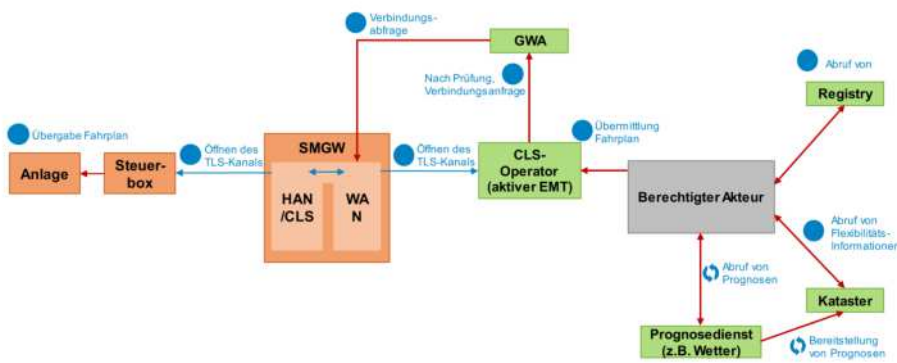 Verbindungs-
abfrage
GWA
Nach Prüfung,
Verbindungsanfrage
Abruf von
Registry
Übergabe Fahrplan
Anlage
Steuer-
box
Öffnen des
TLS-Kanals
SMGW
HAN
/CLS
WA
N
Öffnen des
TLS-Kanals
CLS-
Operator
(aktiver EMT)
Übermittlung
Fahrplan
Berechtigter Akteur
Abruf von
Flexibilitäts-
Informationen
Abruf von
Prognosen
Kataster
Prognosedienst
(z.B. Wetter)
Bereitstellung
von Prognosen